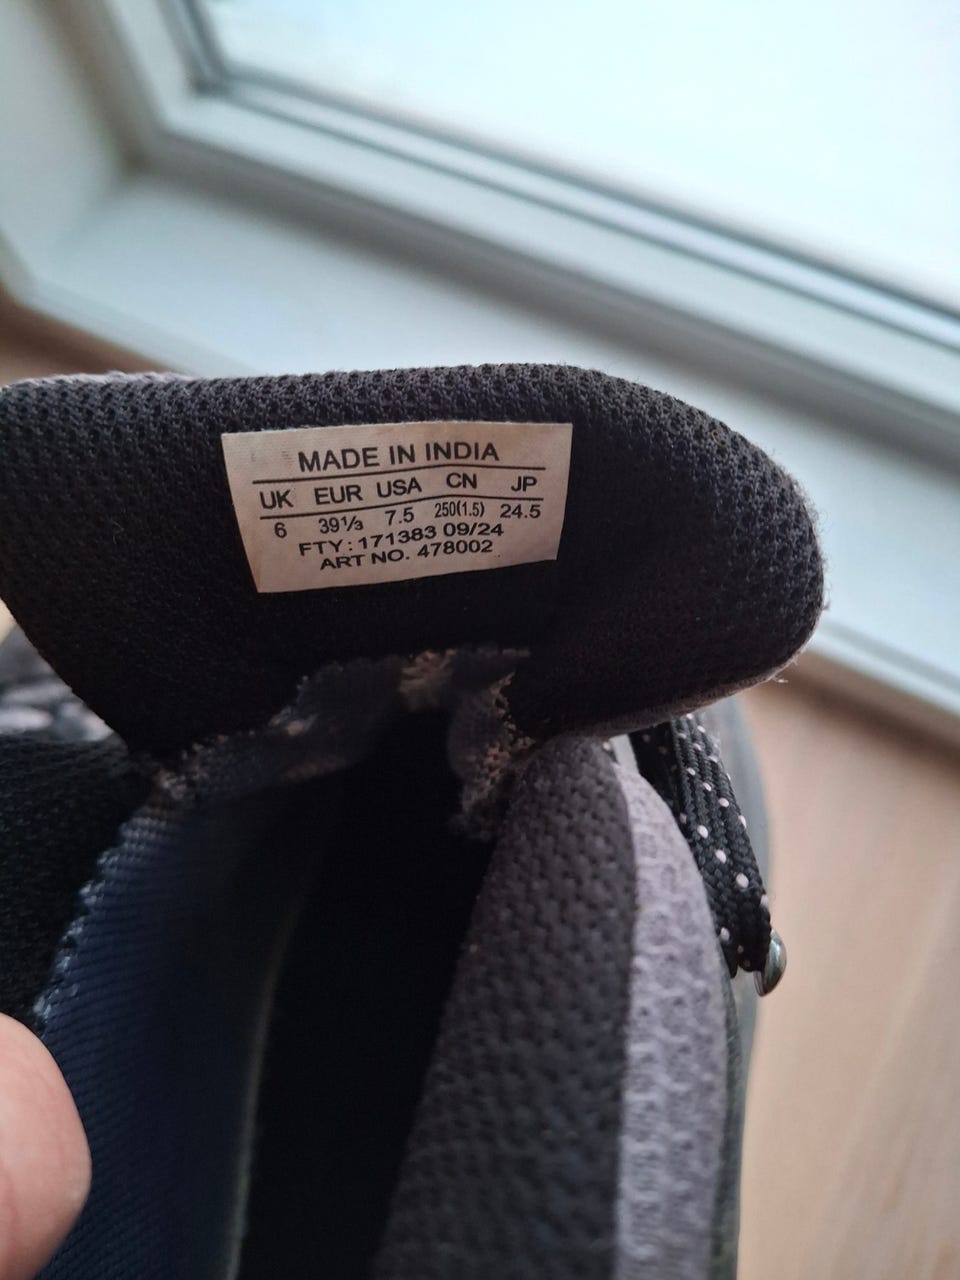 MADE IN INDIA
UK EUR USA CN JP
6 39⅓ 7.5 250(1.5) 24.5
FTY: 171383 09/24
ART NO. 478002